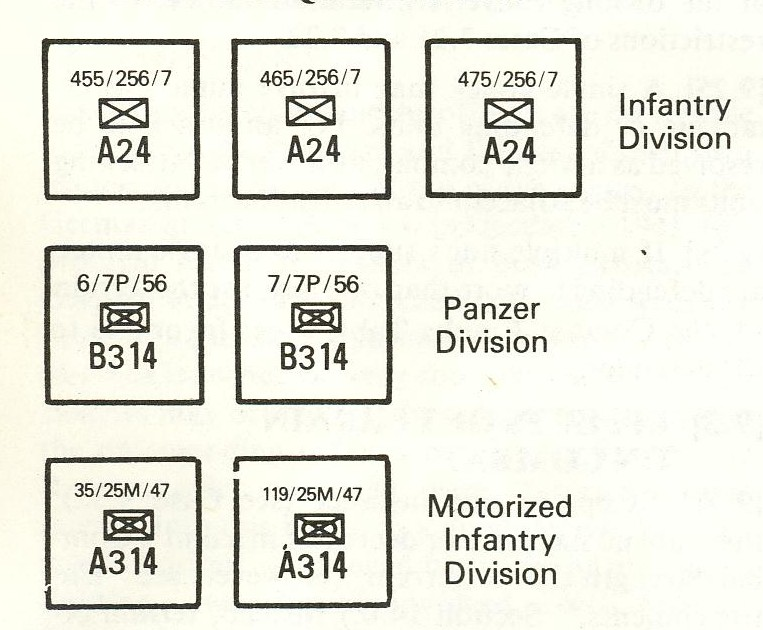 455/256/7
A24
465/256/7
A24
475/256/7
A24
Infantry
Division
6/7P/56
B314
7/7P/56
B314
Panzer
Division
35/25M/47
A314
119/25M/47
A314
Motorized
Infantry
Division